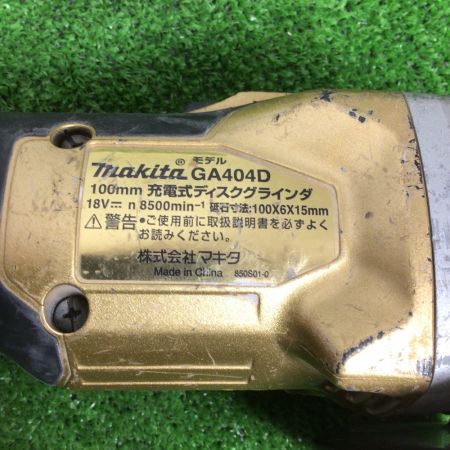 モデル
makita® GA404D
100mm 充電式ディスクグラインダ
18V⎓ n 8500min⁻¹ 砥石寸法:100X6X15mm
⚠警告 •ご使用前に取扱説明書を必ずよく
お読みください。
株式会社 マキタ
Made in China 850S01-0